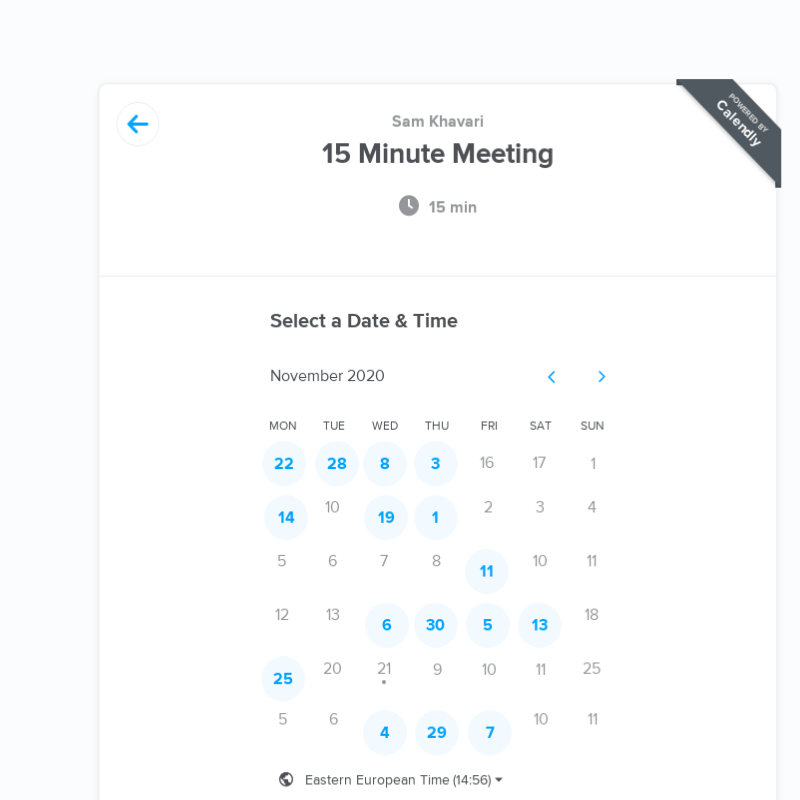 POWERED BY
Calendly
Sam Khavari
15 Minute Meeting
15 min
Select a Date & Time
November 2020
MON TUE WED THU FRI SAT SUN
22 28 8 3 16 17 1
14 10 19 1 2 3 4
5 6 7 8 11 10 11
12 13 6 30 5 13 18
25 20 21 9 10 11 25
5 6 4 29 7 10 11
Eastern European Time (14:56)